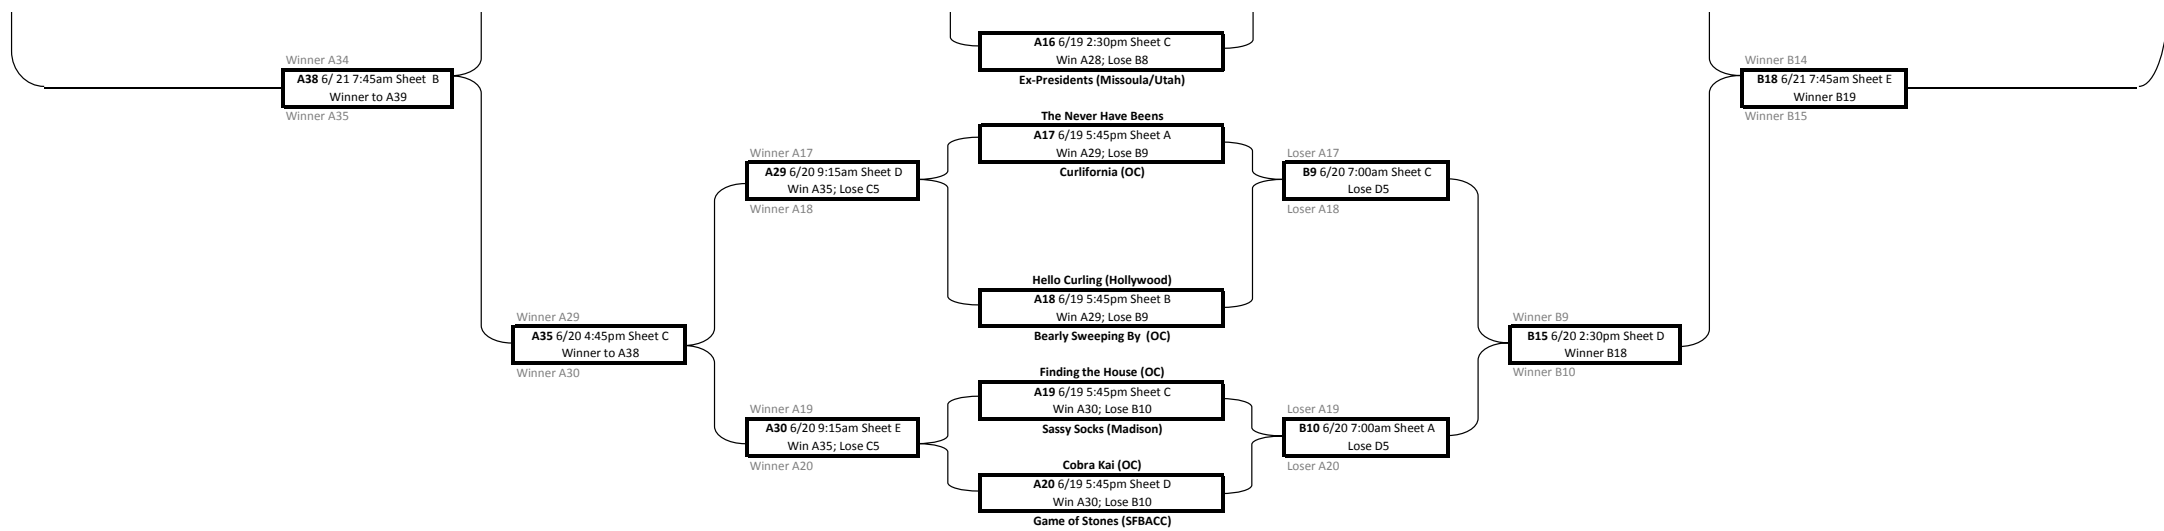 A16 6/19 2:30pm Sheet C
Win A28; Lose B8
Ex-Presidents (Missoula/Utah)
Winner A34
A38 6/ 21 7:45am Sheet  B
Winner to A39
Winner A35
Winner B14
B18 6/21 7:45am Sheet E
Winner B19
Winner B15
The Never Have Beens
A17 6/19 5:45pm Sheet A
Win A29; Lose B9
Curlifornia (OC)
Winner A17
A29 6/20 9:15am Sheet D
Win A35; Lose C5
Winner A18
Loser A17
B9 6/20 7:00am Sheet C
Lose D5
Loser A18
Hello Curling (Hollywood)
A18 6/19 5:45pm Sheet B
Win A29; Lose B9
Bearly Sweeping By  (OC)
Winner A29
A35 6/20 4:45pm Sheet C
Winner to A38
Winner A30
Winner B9
B15 6/20 2:30pm Sheet D
Winner B18
Winner B10
Finding the House (OC)
A19 6/19 5:45pm Sheet C
Win A30; Lose B10
Sassy Socks (Madison)
Winner A19
A30 6/20 9:15am Sheet E
Win A35; Lose C5
Winner A20
Loser A19
B10 6/20 7:00am Sheet A
Lose D5
Loser A20
Cobra Kai (OC)
A20 6/19 5:45pm Sheet D
Win A30; Lose B10
Game of Stones (SFBACC)